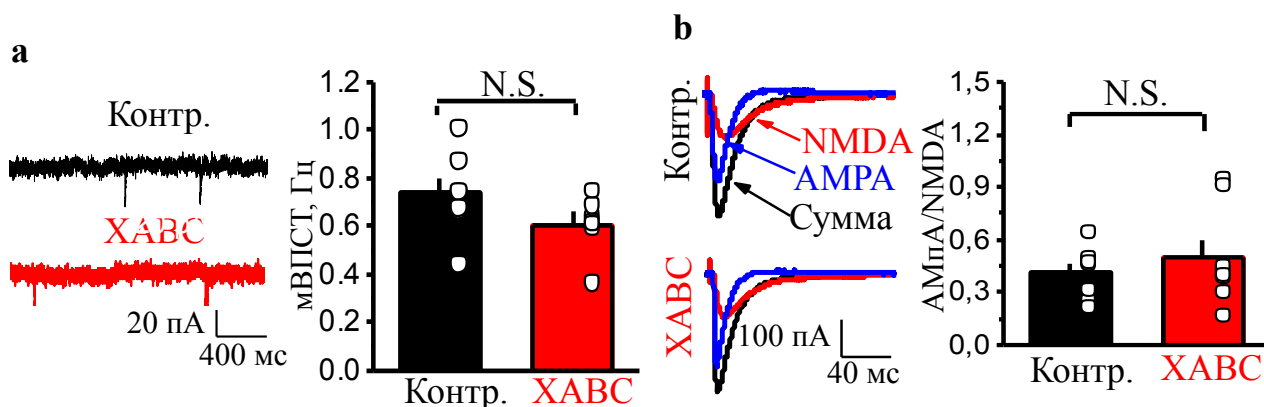 a
Контр.
ХАВС
20 пА
400 мс
мВПСТ, Гц
1.2
1.0
0.8
0.6
0.4
0.2
0.0
N.S.
Контр.
ХАВС
b
Контр.
NMDA
AMPA
Сумма
ХАВС
100 пА
40 мс
АМпА/NMDA
1,5
1,2
0,9
0,6
0,3
0,0
N.S.
Контр.
ХАВС